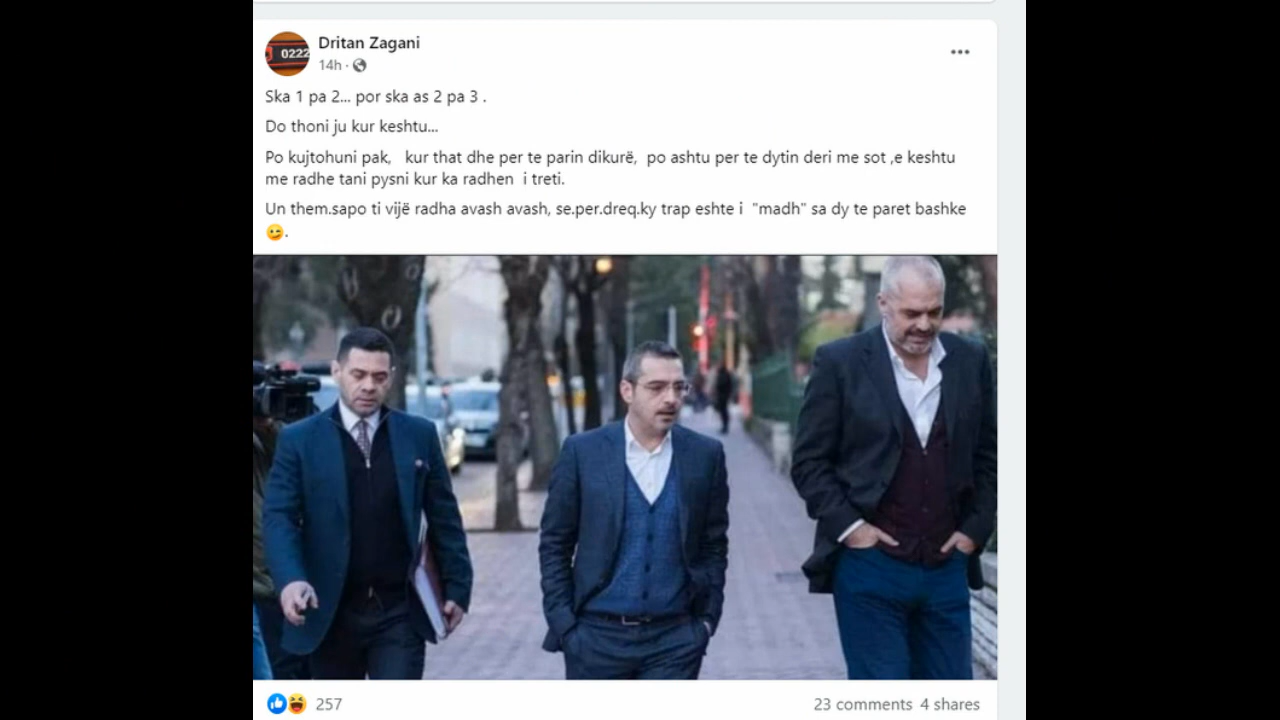 0222
Dritan Zagani
14h ·
Ska 1 pa 2... por ska as 2 pa 3 .
Do thoni ju kur keshtu...
Po kujtohuni pak, kur that dhe per te parin dikurë, po ashtu per te dytin deri me sot ,e keshtu
me radhe tani pysni kur ka radhen i treti.
Un them.sapo ti vijë radha avash avash, se.per.dreq.ky trap eshte i "madh" sa dy te paret bashke
😉.
257
23 comments 4 shares